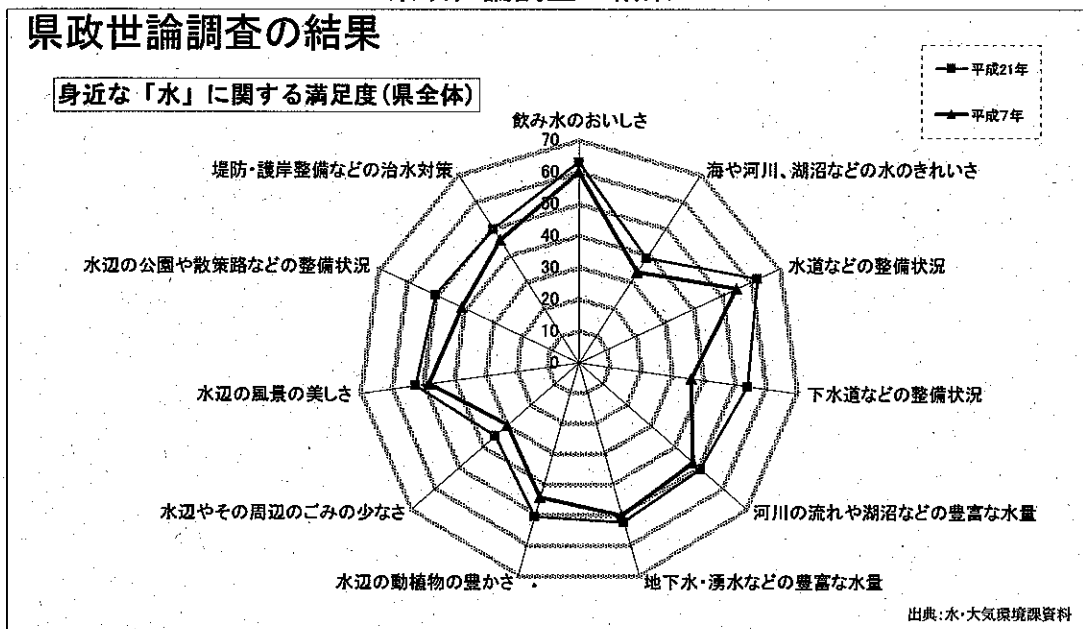 県政世論調査の結果
身近な「水」に関する満足度(県全体)
平成21年
平成7年
飲み水のおいしさ
海や河川、湖沼などの水のきれいさ
水道などの整備状況
下水道などの整備状況
河川の流れや湖沼などの豊富な水量
地下水・湧水などの豊富な水量
水辺の動植物の豊かさ
水辺やその周辺のごみの少なさ
水辺の風景の美しさ
水辺の公園や散策路などの整備状況
堤防・護岸整備などの治水対策
70
60
50
40
30
20
10
0
出典:水・大気環境課資料